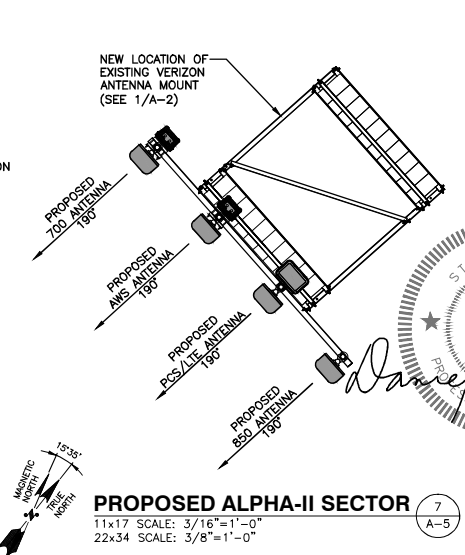 NEW LOCATION OF
EXISTING VERIZON
ANTENNA MOUNT
(SEE 1/A-2)
ON
PROPOSED
700 ANTENNA
190°
PROPOSED
AWS ANTENNA
190°
PROPOSED
PCS/LTE ANTENNA
190°
PROPOSED
850 ANTENNA
190°
15°35'
MAGNETIC
NORTH
TRUE
NORTH
PROPOSED ALPHA-II SECTOR
11x17 SCALE: 3/16"=1'-0"
22x34 SCALE: 3/8"=1'-0"
7
A-5